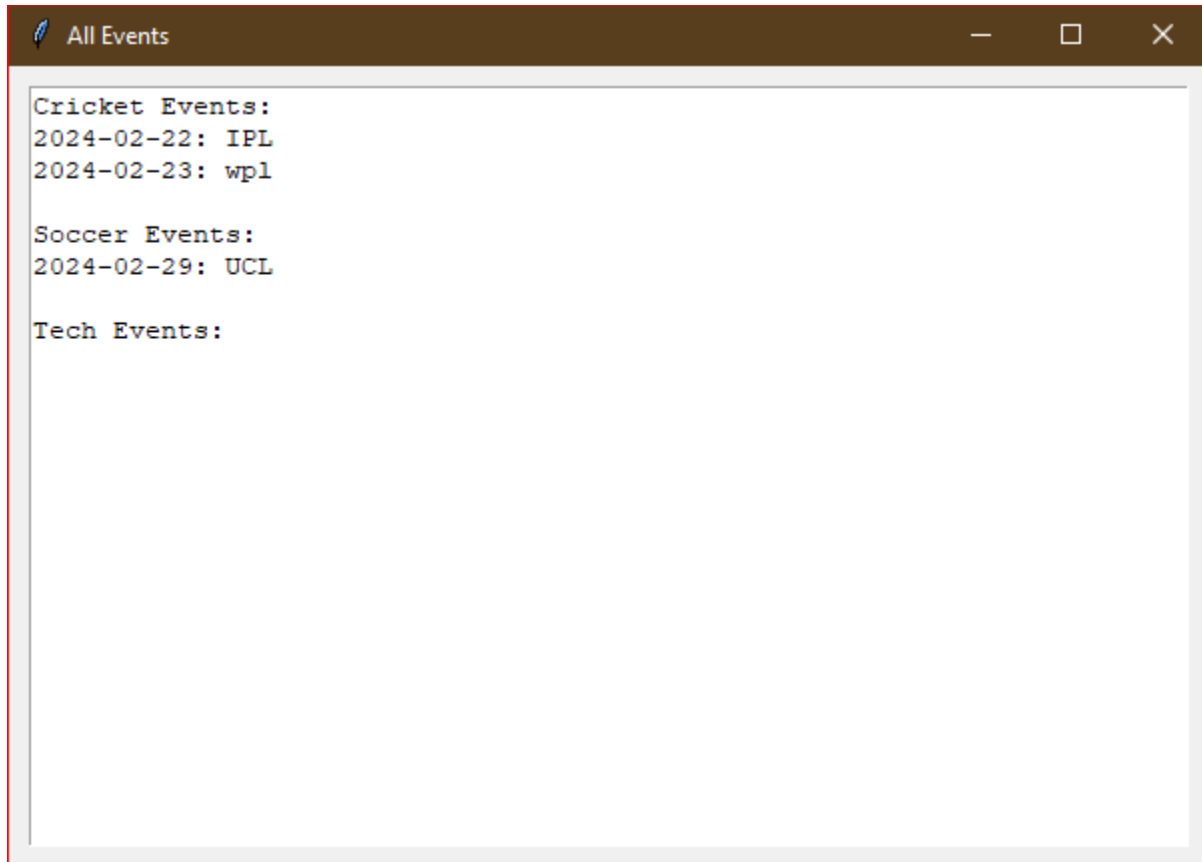 All Events
Cricket Events:
2024-02-22: IPL
2024-02-23: wpl
Soccer Events:
2024-02-29: UCL
Tech Events: